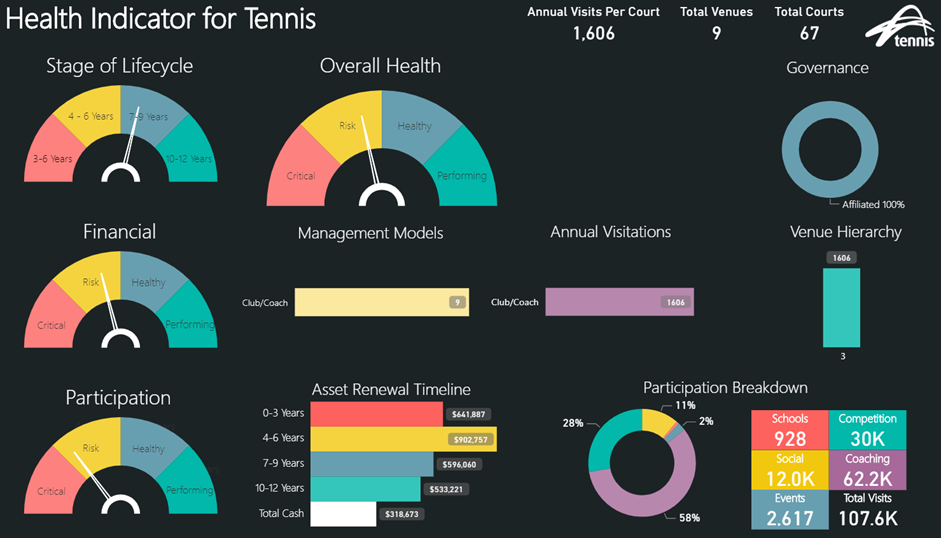 Health Indicator for Tennis
Annual Visits Per Court
1,606
Total Venues
9
Total Courts
67
tennis
Stage of Lifecycle
3-6 Years
4 - 6 Years
7-9 Years
10-12 Years
Overall Health
Critical
Risk
Healthy
Performing
Governance
Affiliated 100%
Financial
Critical
Risk
Healthy
Performing
Management Models
Club/Coach
9
Annual Visitations
Club/Coach
1606
Venue Hierarchy
1606
3
Participation
Critical
Risk
Healthy
Performing
Asset Renewal Timeline
0-3 Years
$641,887
4-6 Years
$902,757
7-9 Years
$596,060
10-12 Years
$533,221
Total Cash
$318,673
Participation Breakdown
11%
2%
28%
58%
Schools
928
Competition
30K
Social
12.0K
Coaching
62.2K
Events
2,617
Total Visits
107.6K